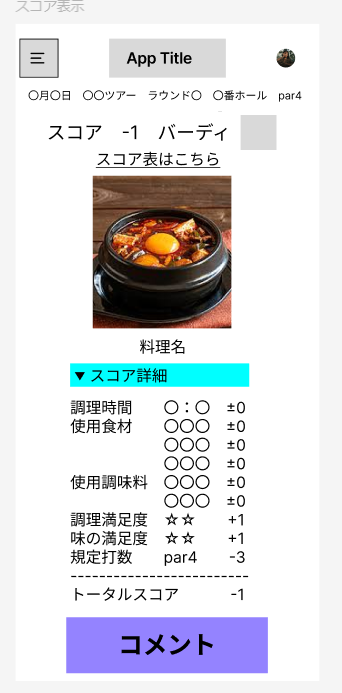 スコア表示
App Title
〇月〇日　〇〇ツアー　ラウンド〇　〇番ホール　par4
スコア　-1　バーディ
スコア表はこちら
料理名
▼スコア詳細
調理時間　〇：〇　±0
使用食材　〇〇〇　±0
〇〇〇　±0
〇〇〇　±0
使用調味料　〇〇〇　±0
〇〇〇　±0
調理満足度　☆☆　+1
味の満足度　☆☆　+1
規定打数　par4　-3
-------------------------
トータルスコア　-1
コメント